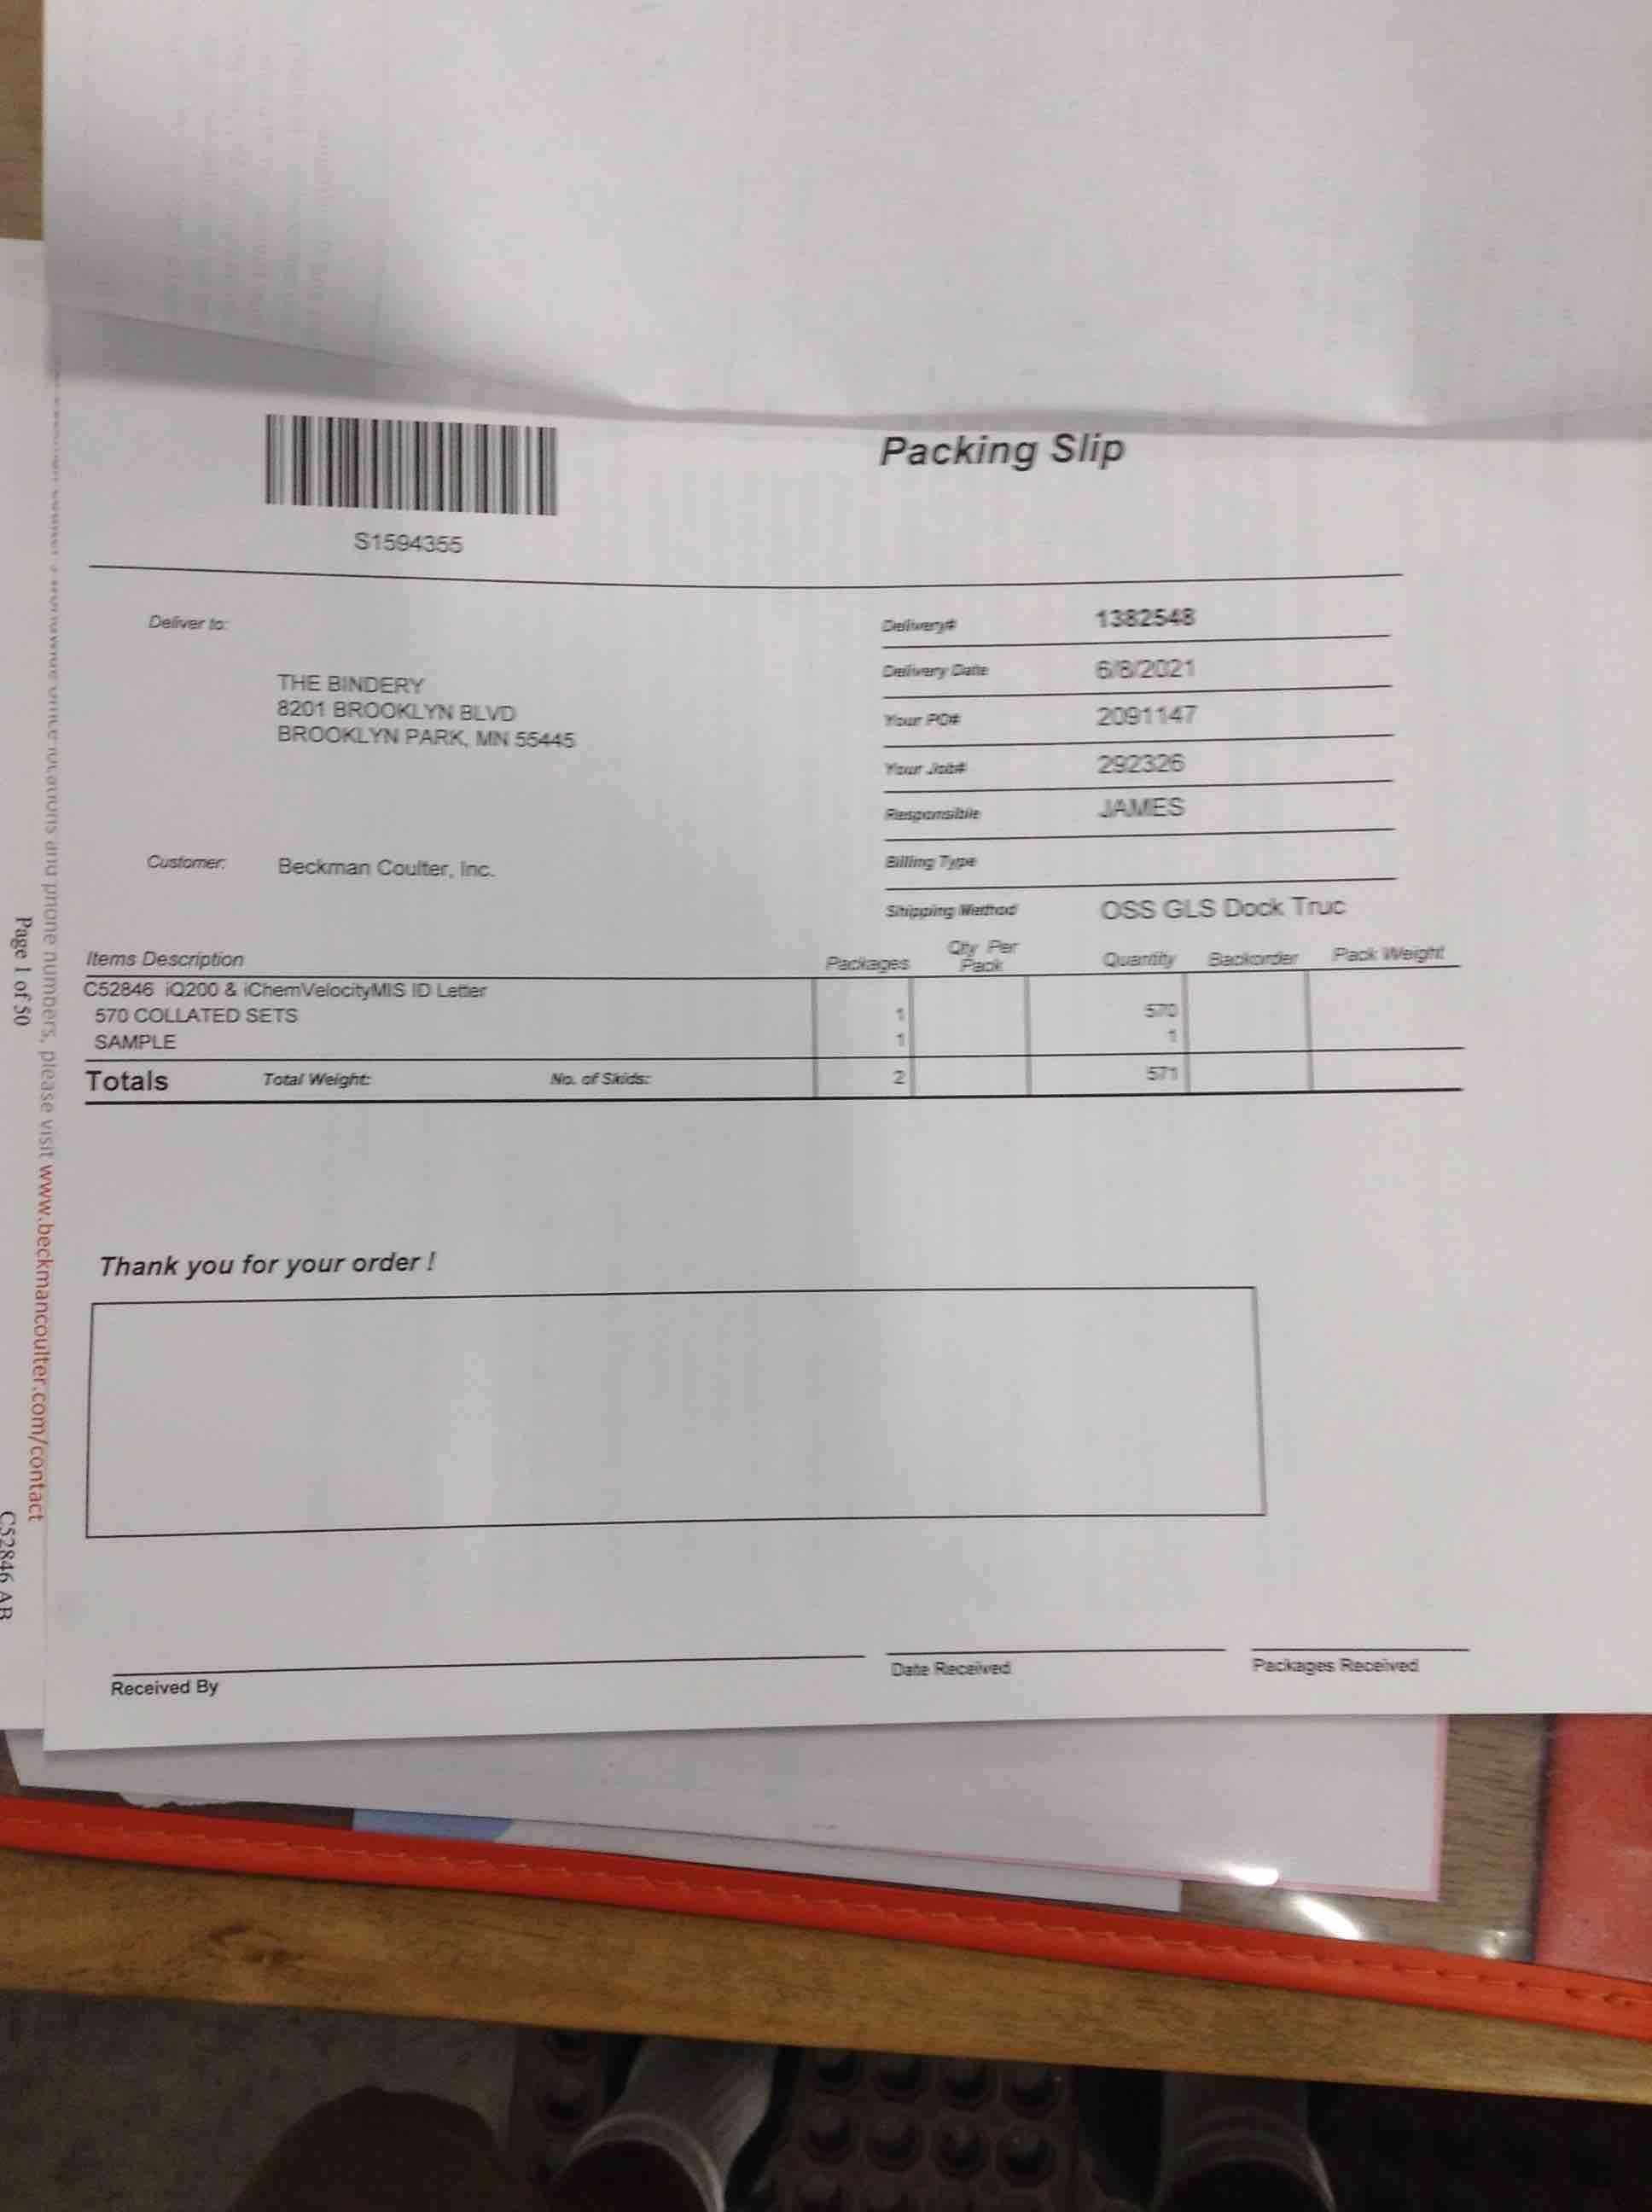 Packing Slip
S1594355
Deliver to:
THE BINDERY
8201 BROOKLYN BLVD
BROOKLYN PARK, MN 55445
Customer:
Beckman Coulter, Inc.
Delivery# 1382548
Delivery Date 6/8/2021
Your PO# 2091147
Your Job# 292326
Responsible JAMES
Billing Type
Shipping Method OSS GLS Dock Truc
Items Description Packages Qty Per Pack Quantity Backorder Pack Weight
C52846 iQ200 & iChemVelocityMIS ID Letter
570 COLLATED SETS 1 570
SAMPLE 1 1
Totals Total Weight: No. of Skids: 2 571
Thank you for your order !
Received By
Date Received
Packages Received
and phone numbers, please visit www.beckmancoulter.com/contact
Page 1 of 50
C52846 AB